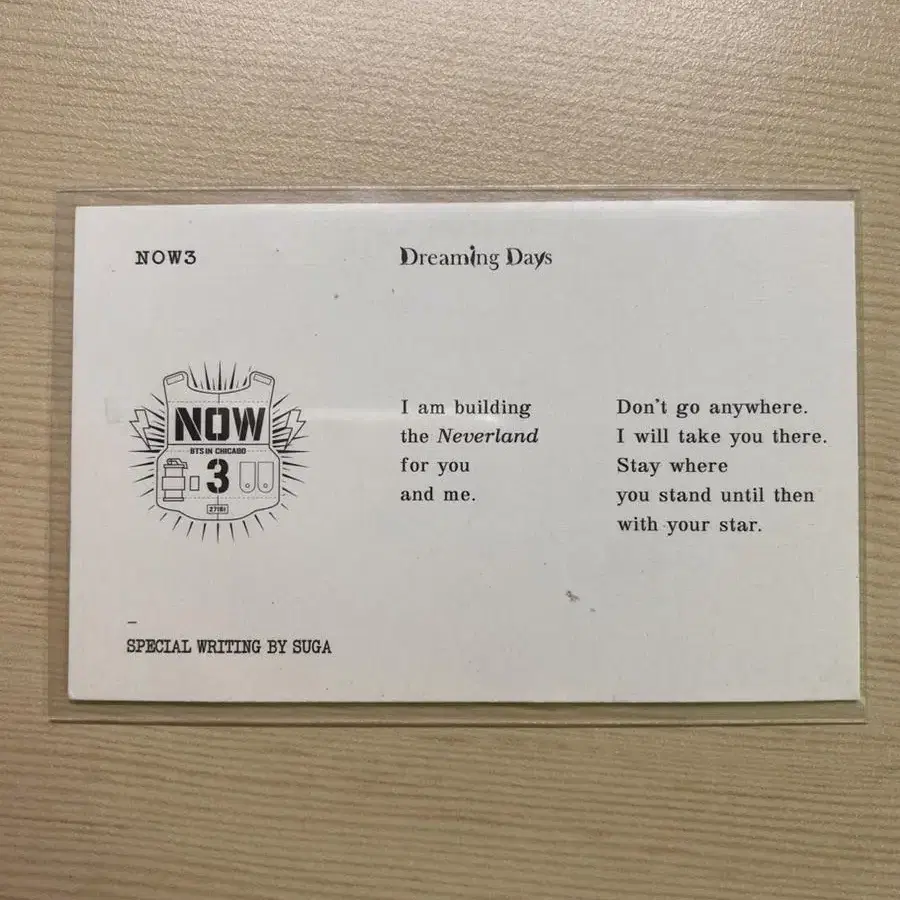 NOW3
Dreaming Days
NOW
BTS IN CHICAGO
3
27161
I am building
the Neverland
for you
and me.
Don't go anywhere.
I will take you there.
Stay where
you stand until then
with your star.
SPECIAL WRITING BY SUGA